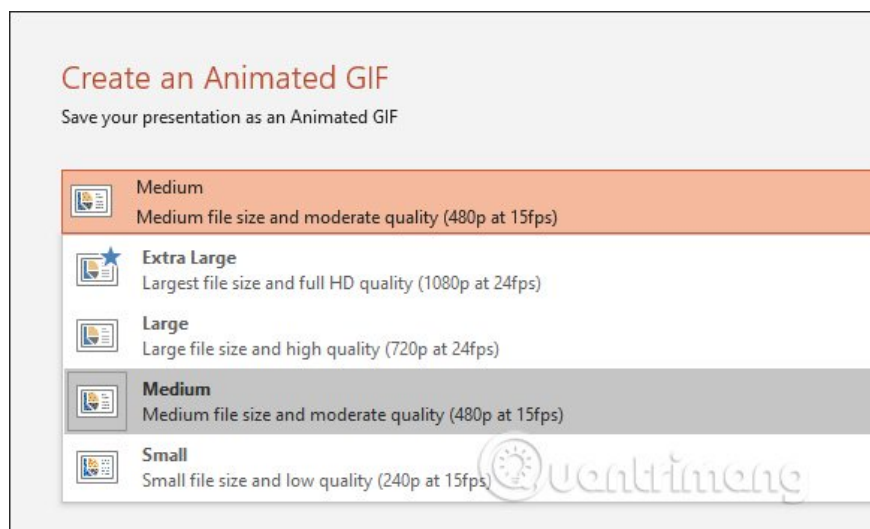 Create an Animated GIF
Save your presentation as an Animated GIF
Medium
Medium file size and moderate quality (480p at 15fps)
Extra Large
Largest file size and full HD quality (1080p at 24fps)
Large
Large file size and high quality (720p at 24fps)
Medium
Medium file size and moderate quality (480p at 15fps)
Small
Small file size and low quality (240p at 15fps)
Quantrimang